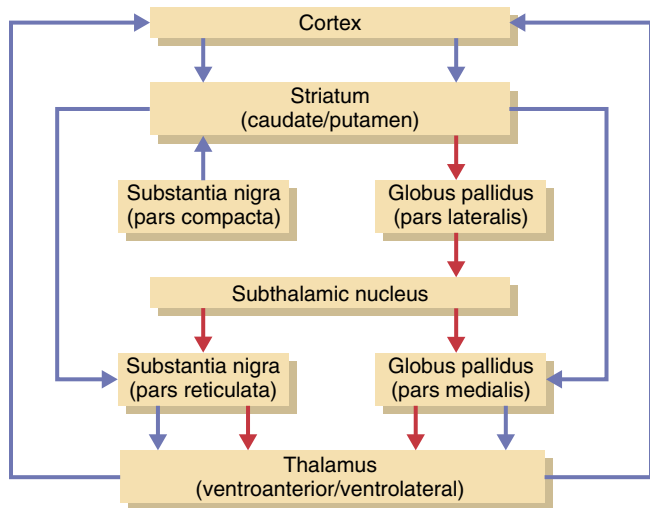 Cortex
Striatum
(caudate/putamen)
Substantia nigra
(pars compacta)
Globus pallidus
(pars lateralis)
Subthalamic nucleus
Substantia nigra
(pars reticulata)
Globus pallidus
(pars medialis)
Thalamus
(ventroanterior/ventrolateral)